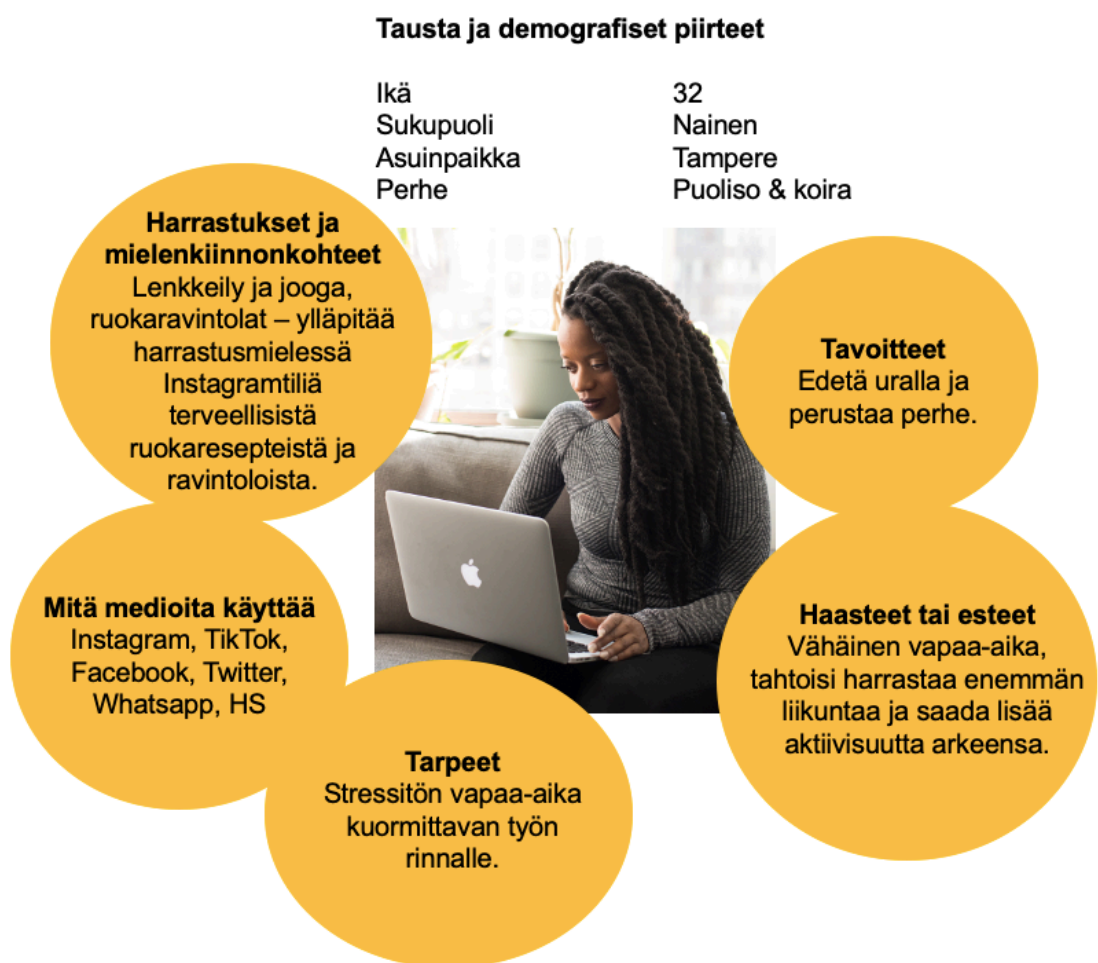 Tausta ja demografiset piirteet
Ikä 32
Sukupuoli Nainen
Asuinpaikka Tampere
Perhe Puoliso & koira
Harrastukset ja
mielenkiinnonkohteet
Lenkkeily ja jooga,
ruokaravintolat – ylläpitää
harrastusmielessä
Instagramtiliä
terveellisistä
ruokaresepteistä ja
ravintoloista.
Tavoitteet
Edetä uralla ja
perustaa perhe.
Mitä medioita käyttää
Instagram, TikTok,
Facebook, Twitter,
Whatsapp, HS
Haasteet tai esteet
Vähäinen vapaa-aika,
tahtoisi harrastaa enemmän
liikuntaa ja saada lisää
aktiivisuutta arkeensa.
Tarpeet
Stressitön vapaa-aika
kuormittavan työn
rinnalle.